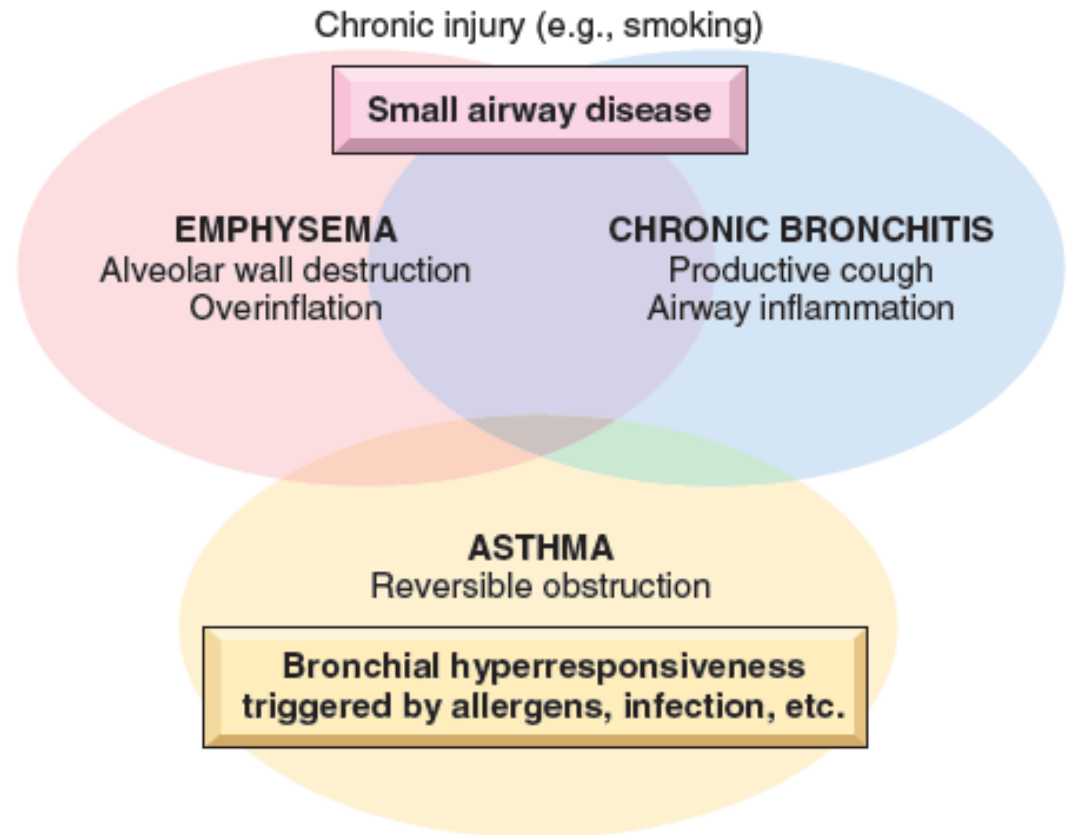 Chronic injury (e.g., smoking)
Small airway disease
EMPHYSEMA
Alveolar wall destruction
Overinflation
CHRONIC BRONCHITIS
Productive cough
Airway inflammation
ASTHMA
Reversible obstruction
Bronchial hyperresponsiveness
triggered by allergens, infection, etc.